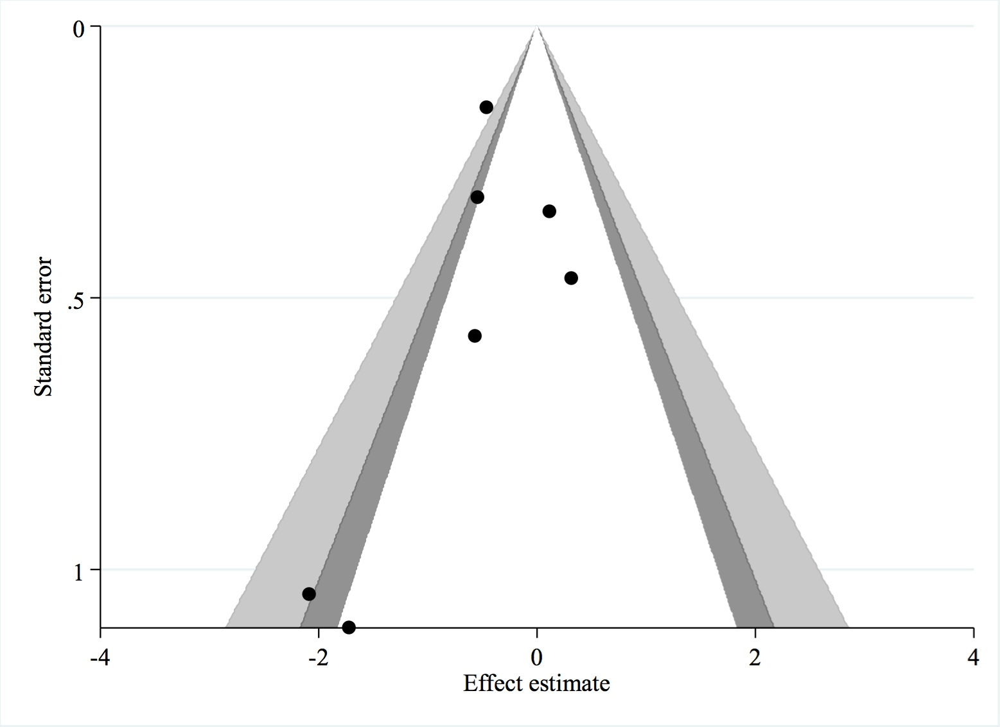 0
.5
1
Standard error
-4 -2 0 2 4
Effect estimate